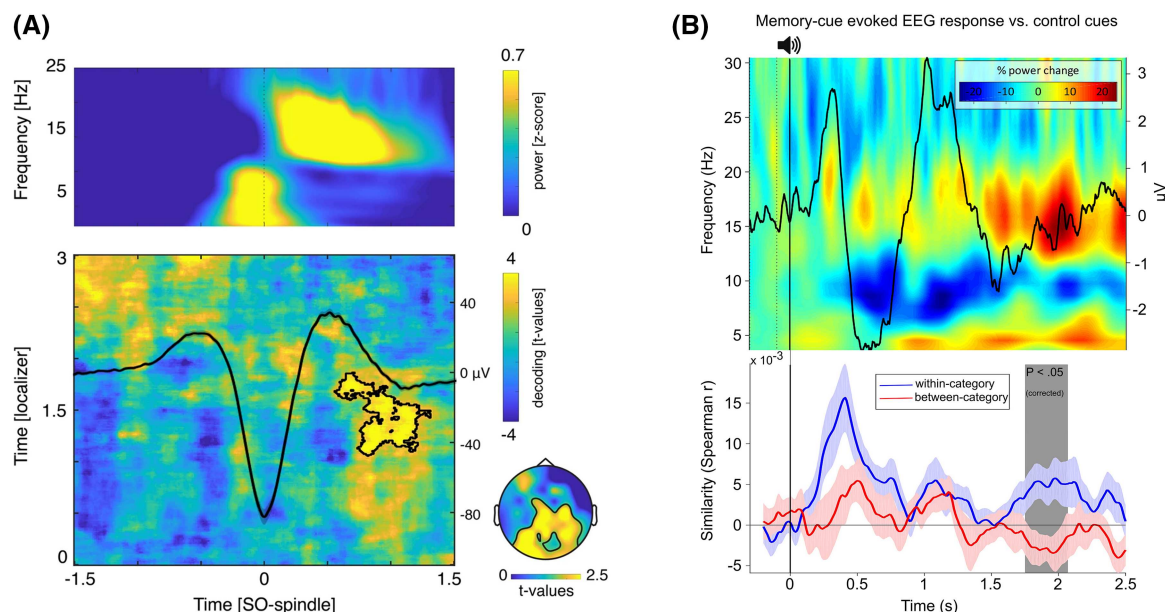 (A)
0.7
25
15
5
Frequency [Hz]
power [z-score]
0
3
1.5
0
Time [localizer]
40
0 µV
-40
-80
4
decoding [t-values]
-4
-1.5
0
1.5
Time [SO-spindle]
0
2.5
t-values
(B)
Memory-cue evoked EEG response vs. control cues
% power change
-20
-10
0
10
20
30
25
20
15
10
5
Frequency (Hz)
3
2
1
0
-1
-2
µV
x 10⁻³
15
10
5
0
-5
Similarity (Spearman r)
within-category
between-category
P < .05
(corrected)
0
0.5
1
1.5
2
2.5
Time (s)